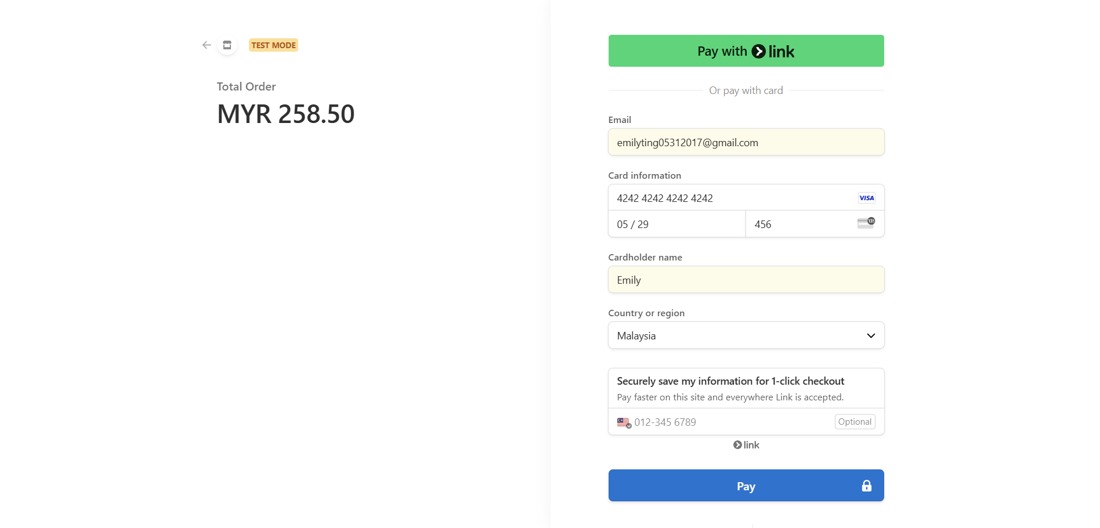 TEST MODE
Total Order
MYR 258.50
Pay with link
Or pay with card
Email
emilyting05312017@gmail.com
Card information
4242 4242 4242 4242 VISA
05 / 29 456
Cardholder name
Emily
Country or region
Malaysia
Securely save my information for 1-click checkout
Pay faster on this site and everywhere Link is accepted.
012-345 6789 Optional
link
Pay